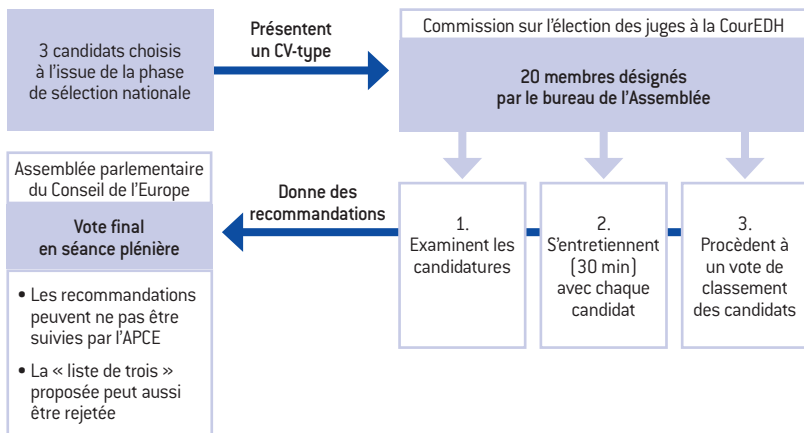 3 candidats choisis
à l'issue de la phase
de sélection nationale
Présentent
un CV-type
Commission sur l'élection des juges à la CourEDH
20 membres désignés
par le bureau de l'Assemblée
1.
Examinent les
candidatures
2.
S'entretiennent
(30 min)
avec chaque
candidat
3.
Procèdent à
un vote de
classement
des candidats
Donne des
recommandations
Assemblée parlementaire
du Conseil de l'Europe
Vote final
en séance plénière
• Les recommandations
peuvent ne pas être
suivies par l'APCE
• La « liste de trois »
proposée peut aussi
être rejetée